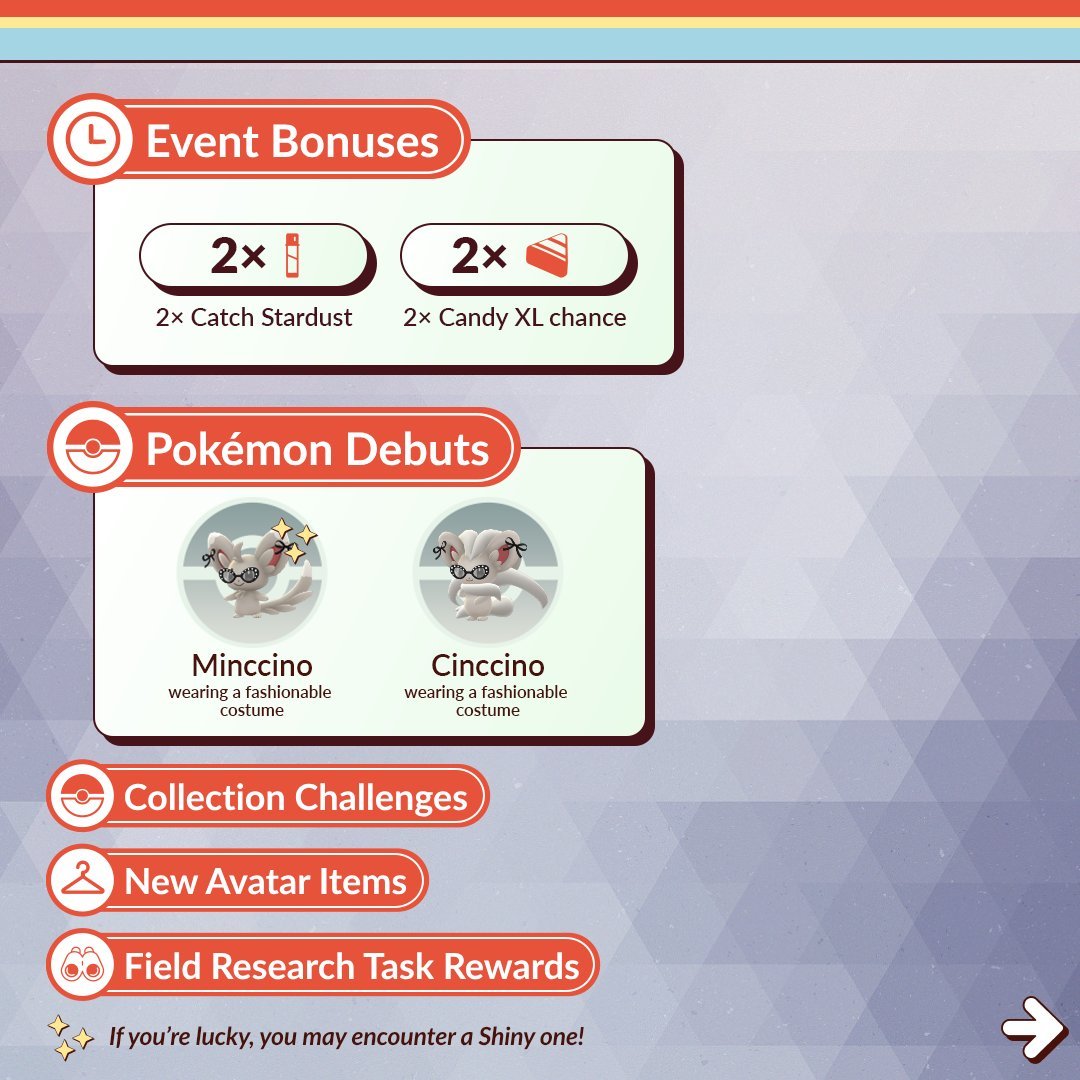 Event Bonuses
2×
2×
2× Catch Stardust
2× Candy XL chance
Pokémon Debuts
Minccino
wearing a fashionable
costume
Cinccino
wearing a fashionable
costume
Collection Challenges
New Avatar Items
Field Research Task Rewards
If you’re lucky, you may encounter a Shiny one!